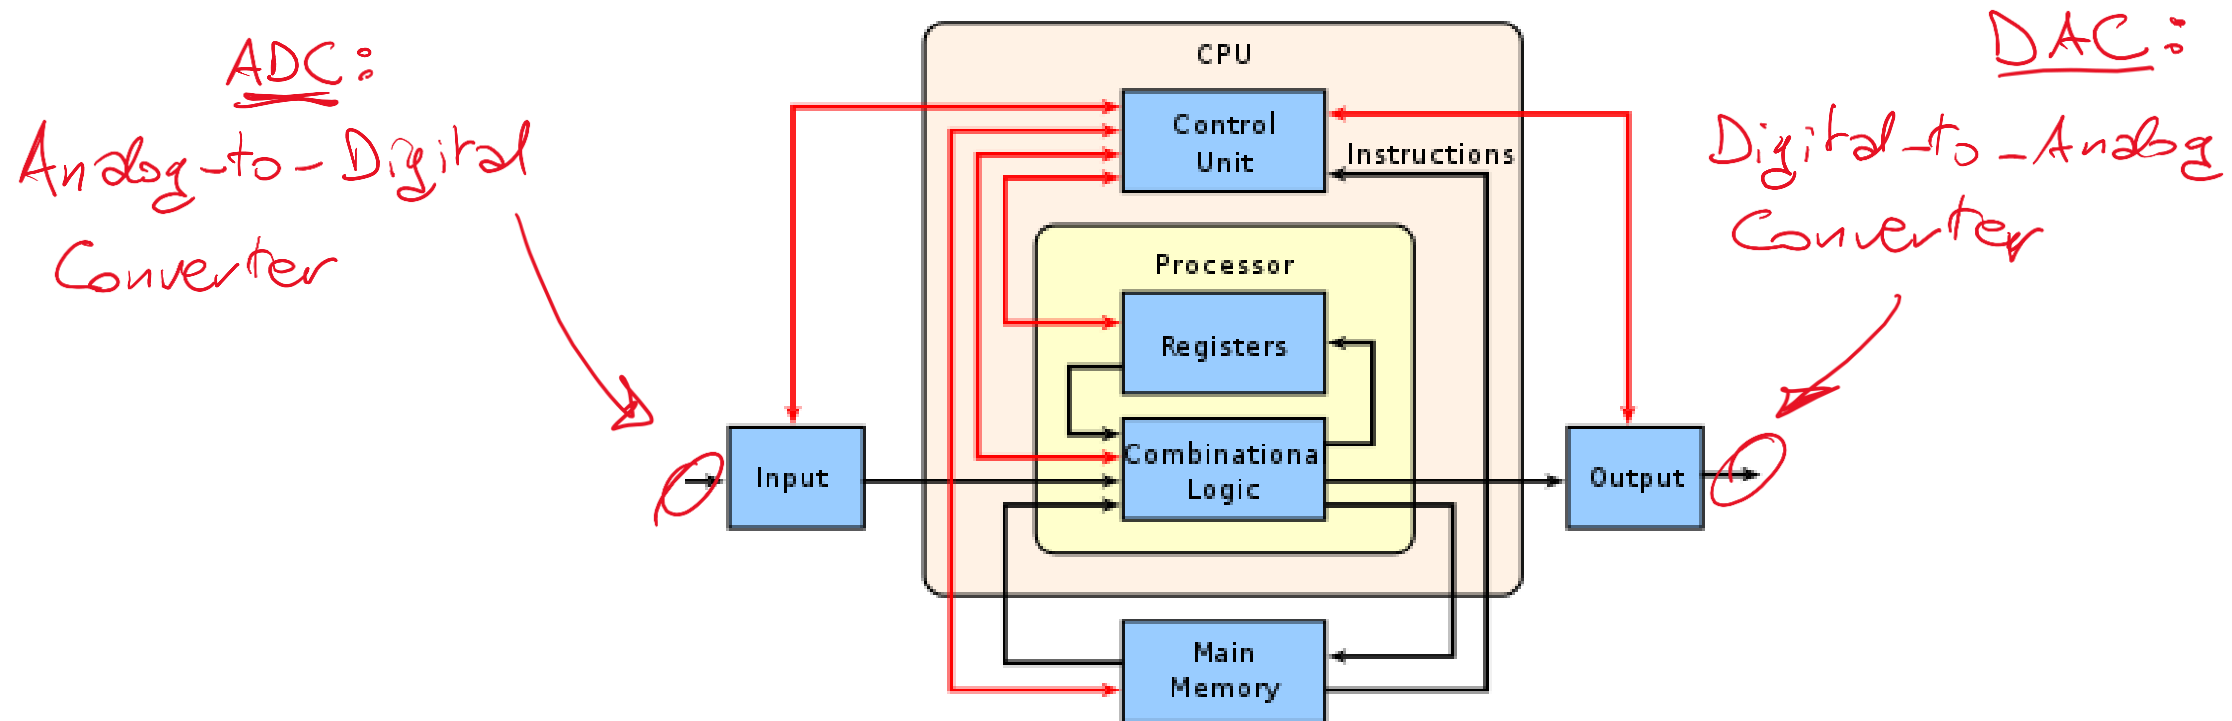 ADC:
Analog-to-Digital
Converter
CPU
Control
Unit
Instructions
Processor
Registers
Combinationa
Logic
Input
Output
Main
Memory
DAC:
Digital-to-Analog
Converter